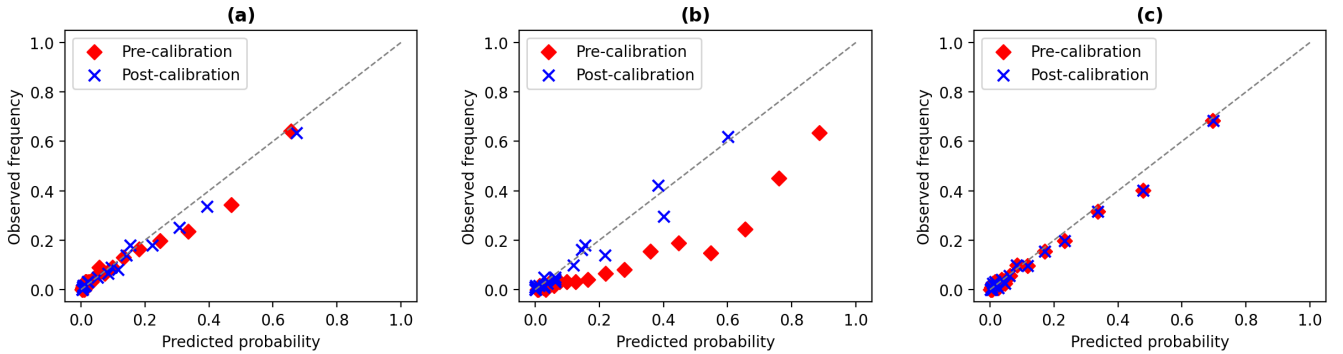 (a)
Pre-calibration
Post-calibration
Observed frequency
1.0
0.8
0.6
0.4
0.2
0.0
0.0 0.2 0.4 0.6 0.8 1.0
Predicted probability
(b)
Pre-calibration
Post-calibration
Observed frequency
1.0
0.8
0.6
0.4
0.2
0.0
0.0 0.2 0.4 0.6 0.8 1.0
Predicted probability
(c)
Pre-calibration
Post-calibration
Observed frequency
1.0
0.8
0.6
0.4
0.2
0.0
0.0 0.2 0.4 0.6 0.8 1.0
Predicted probability